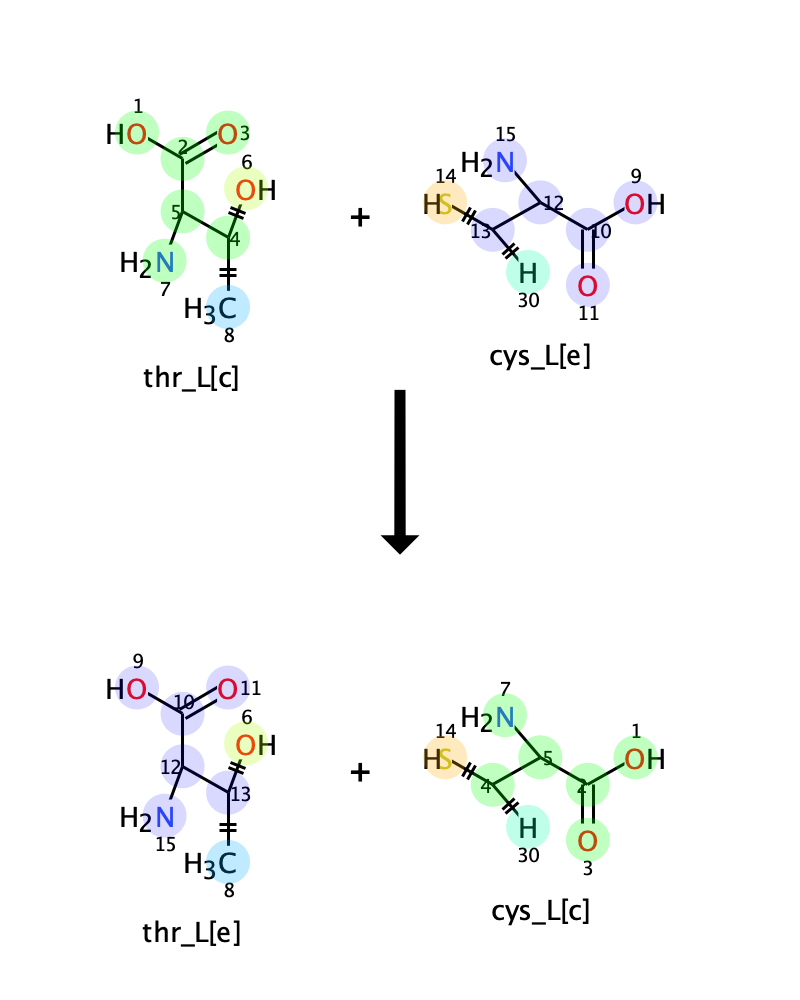 1
HO 2 O 3
6
OH
5
4
H2N
7
H3C
8
thr_L[c]
+
15
H2N
14 9
HS 12 OH
13 10
H O
30 11
cys_L[e]
9
HO 10 O 11
6
OH
12
13
H2N
15
H3C
8
thr_L[e]
+
7
H2N
14 1
HS 5 OH
4 2
H O
30 3
cys_L[c]